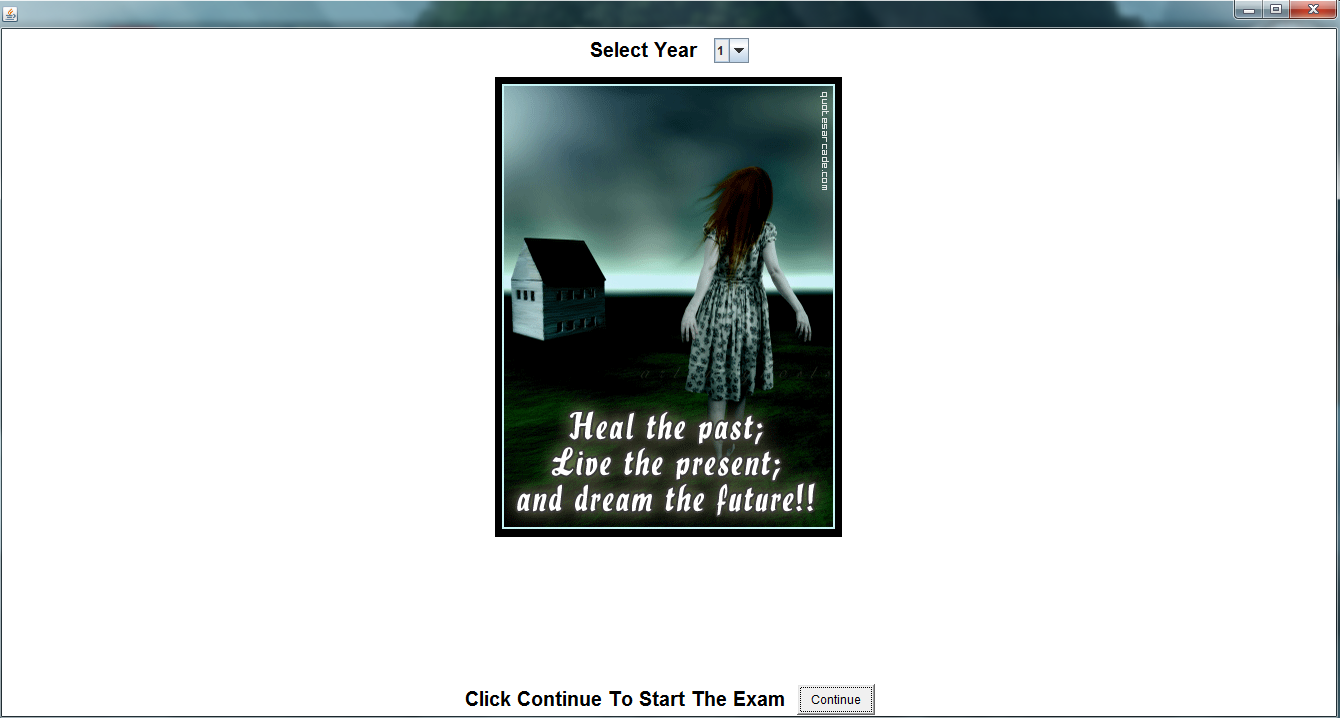 Select Year 1
quotesarcade.com
Heal the past;
Live the present;
and dream the future!!
Click Continue To Start The Exam Continue